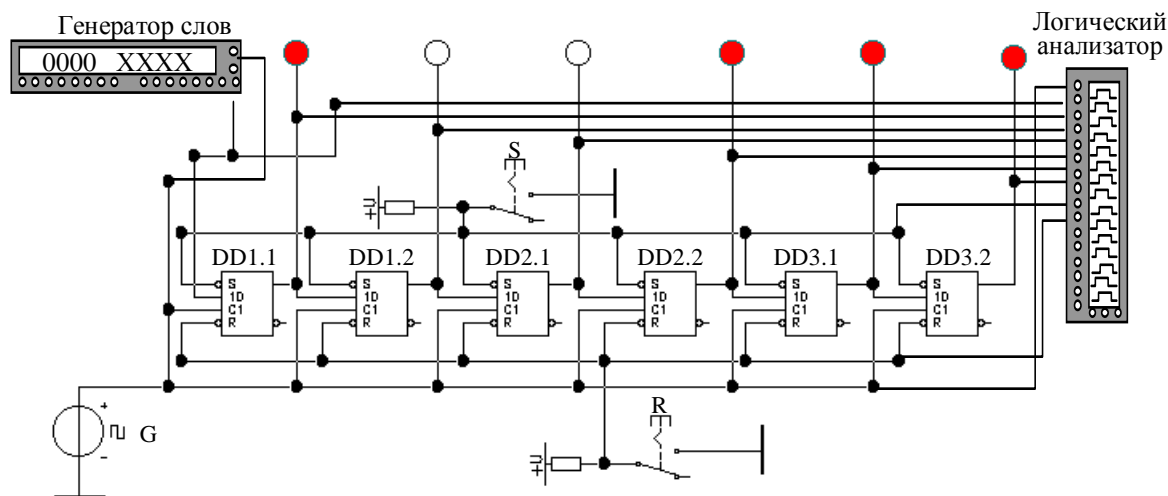 Генератор слов
0000 XXXX
Логический
анализатор
S
+U
DD1.1
DD1.2
DD2.1
DD2.2
DD3.1
DD3.2
S
1D
C1
R
S
1D
C1
R
S
1D
C1
R
S
1D
C1
R
S
1D
C1
R
S
1D
C1
R
+
G
-
R
+U